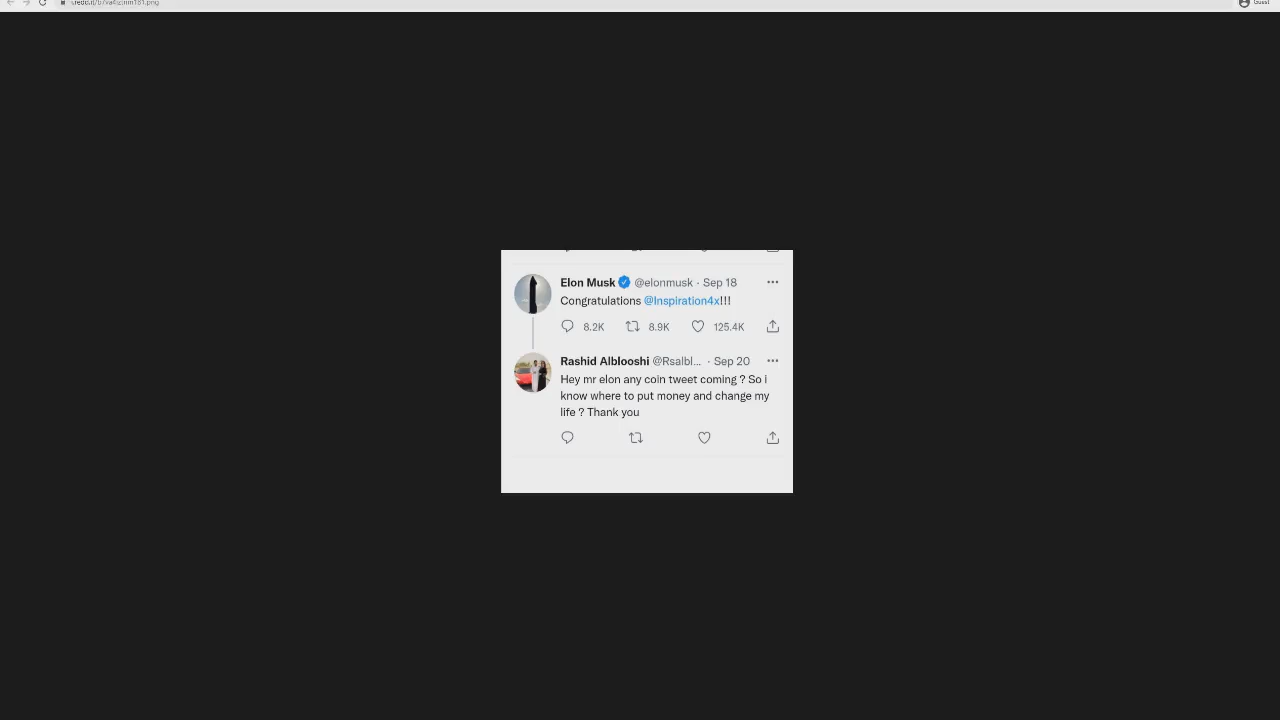 Guest
Elon Musk @elonmusk · Sep 18
Congratulations @Inspiration4x!!!
8.2K 8.9K 125.4K
Rashid Alblooshi @Rsalbl... · Sep 20
Hey mr elon any coin tweet coming ? So i
know where to put money and change my
life ? Thank you